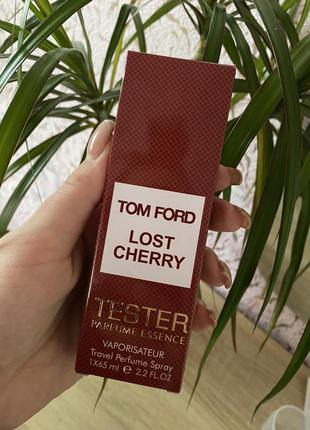 TOM FORD
LOST
CHERRY
TESTER
PARFUME ESSENCE
VAPORISATEUR
Travel Perfume Spray
1X65 ml ℮ 2.2 FL.OZ